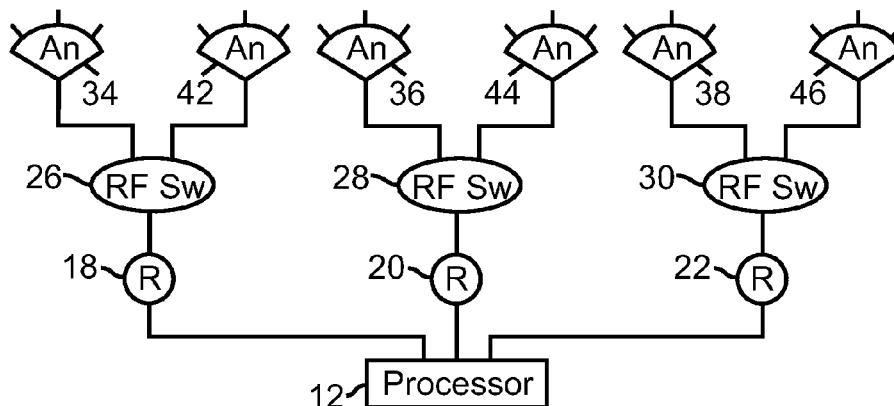 An An An An An An
34 42 36 44 38 46
26 RF Sw 28 RF Sw 30 RF Sw
18 R 20 R 22 R
12 Processor